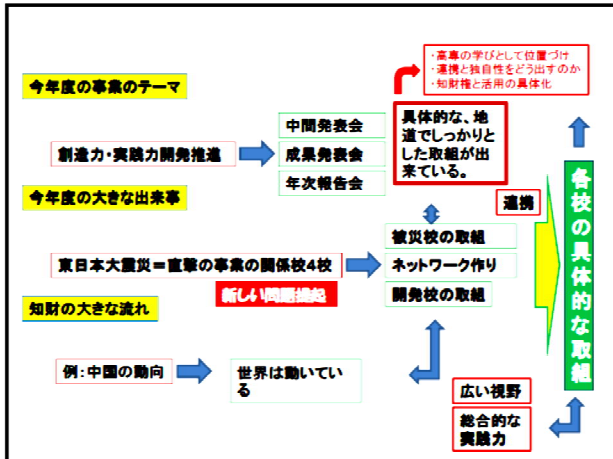 ・高専の学びとして位置づけ
・連携と独自性をどう出すのか
・知財権と活用の具体化
今年度の事業のテーマ
中間発表会
創造力・実践力開発推進
成果発表会
年次報告会
具体的な、地
道でしっかりと
した取組が出
来ている。
今年度の大きな出来事
連携
各校の具体的な取組
被災校の取組
東日本大震災=直撃の事業の関係校4校
ネットワーク作り
新しい問題提起
開発校の取組
知財の大きな流れ
例:中国の動向
世界は動いてい
る
広い視野
総合的な
実践力